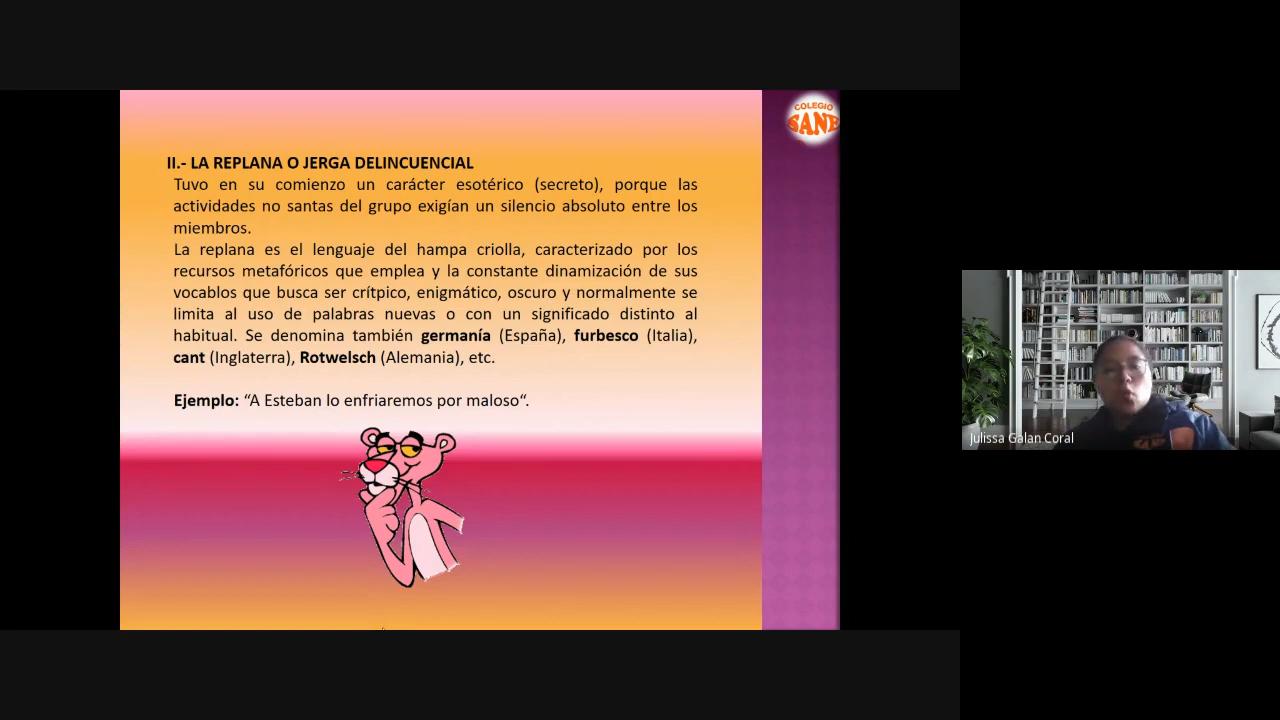 COLEGIO
SANE
II.- LA REPLANA O JERGA DELINCUENCIAL
Tuvo en su comienzo un carácter esotérico (secreto), porque las
actividades no santas del grupo exigían un silencio absoluto entre los
miembros.
La replana es el lenguaje del hampa criolla, caracterizado por los
recursos metafóricos que emplea y la constante dinamización de sus
vocablos que busca ser crítpico, enigmático, oscuro y normalmente se
limita al uso de palabras nuevas o con un significado distinto al
habitual. Se denomina también germanía (España), furbesco (Italia),
cant (Inglaterra), Rotwelsch (Alemania), etc.
Ejemplo: “A Esteban lo enfriaremos por maloso“.
Julissa Galan Coral